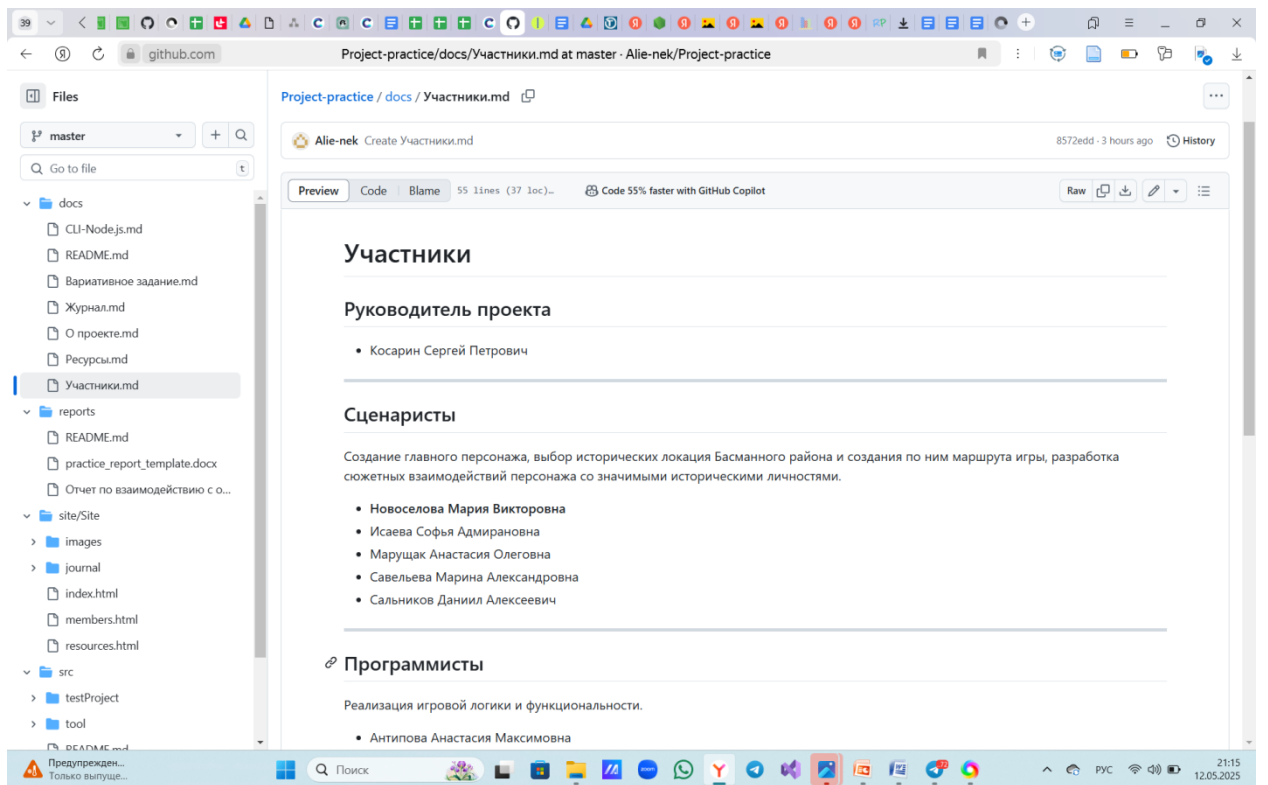 39
github.com
Project-practice/docs/Участники.md at master · Alie-nek/Project-practice
Files
Project-practice / docs / Участники.md
master
Alie-nek Create Участники.md
8572edd · 3 hours ago
History
Go to file
t
Preview
Code
Blame
55 lines (37 loc)…
Code 55% faster with GitHub Copilot
Raw
docs
CLI-Node.js.md
README.md
Вариативное задание.md
Журнал.md
О проекте.md
Ресурсы.md
Участники.md
reports
README.md
practice_report_template.docx
Отчет по взаимодействию с о...
site/Site
images
journal
index.html
members.html
resources.html
src
testProject
tool
README.md
Участники
Руководитель проекта
• Косарин Сергей Петрович
Сценаристы
Создание главного персонажа, выбор исторических локация Басманного района и создания по ним маршрута игры, разработка
сюжетных взаимодействий персонажа со значимыми историческими личностями.
• Новоселова Мария Викторовна
• Исаева Софья Адмирановна
• Марущак Анастасия Олеговна
• Савельева Марина Александровна
• Сальников Даниил Алексеевич
Программисты
Реализация игровой логики и функциональности.
• Антипова Анастасия Максимовна
Предупрежден...
Только выпуще...
Поиск
РУС
21:15
12.05.2025